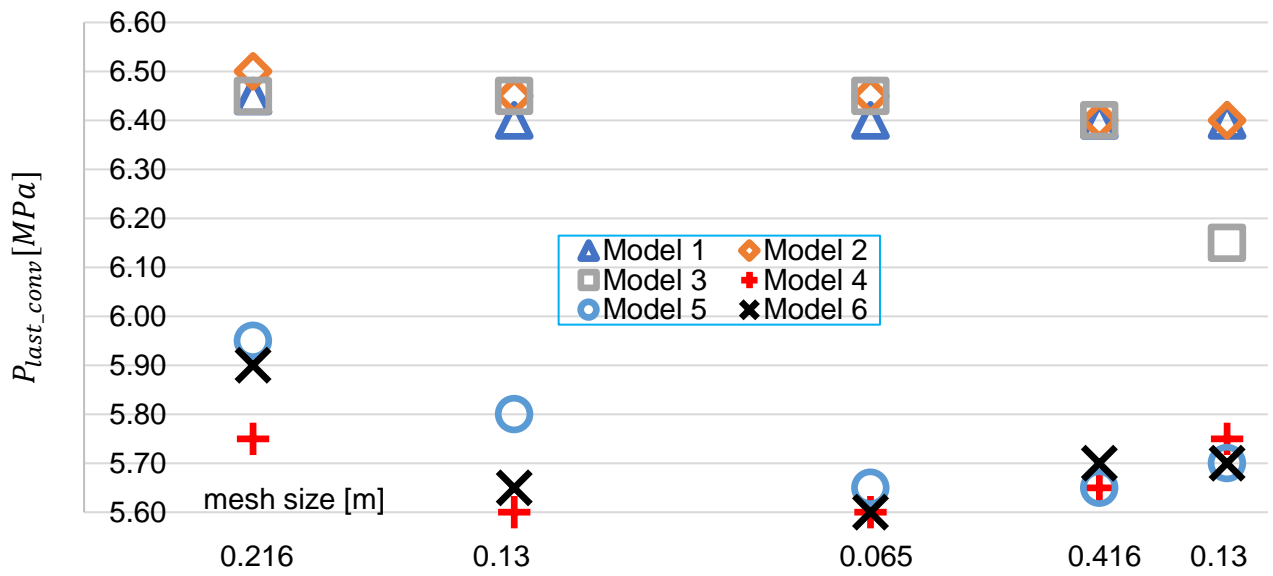 6.60
6.50
6.40
6.30
6.20
6.10
6.00
5.90
5.80
5.70
5.60
P_last_conv [MPa]
Model 1 Model 2
Model 3 Model 4
Model 5 Model 6
mesh size [m]
0.216 0.13 0.065 0.416 0.13